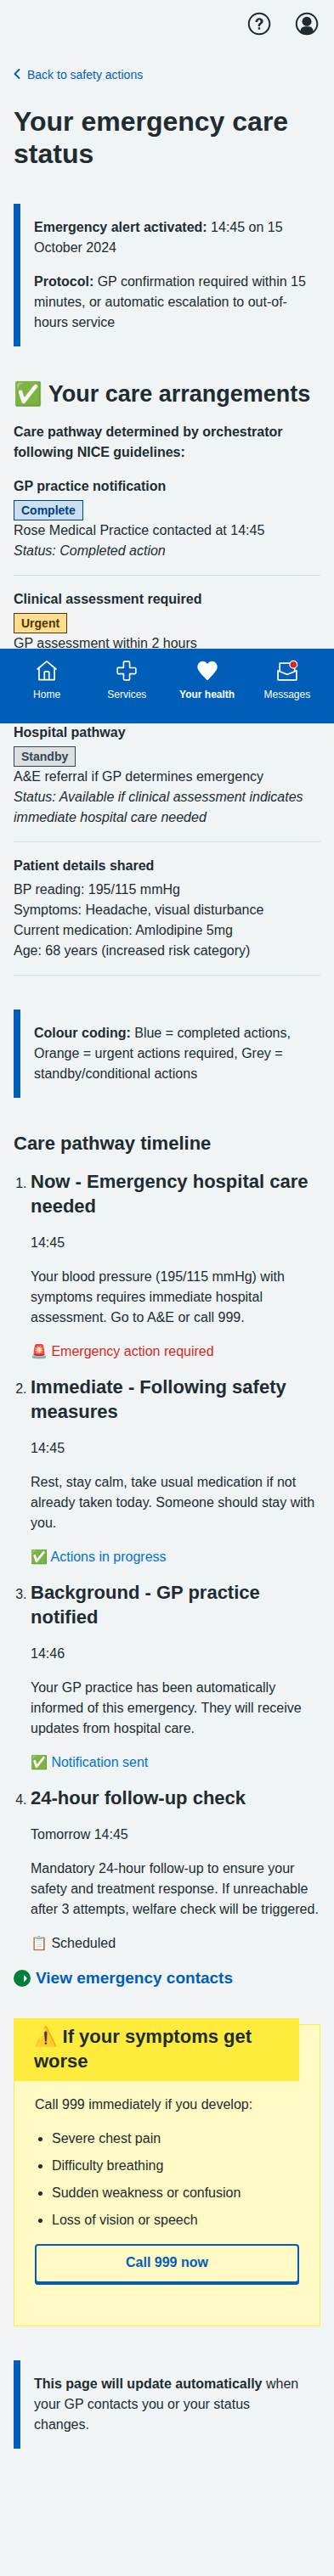 Back to safety actions
Your emergency care
status
Emergency alert activated: 14:45 on 15
October 2024
Protocol: GP confirmation required within 15
minutes, or automatic escalation to out-of-
hours service
✅ Your care arrangements
Care pathway determined by orchestrator
following NICE guidelines:
GP practice notification
Complete
Rose Medical Practice contacted at 14:45
Status: Completed action
Clinical assessment required
Urgent
GP assessment within 2 hours
Home
Services
Your health
Messages
Hospital pathway
Standby
A&E referral if GP determines emergency
Status: Available if clinical assessment indicates
immediate hospital care needed
Patient details shared
BP reading: 195/115 mmHg
Symptoms: Headache, visual disturbance
Current medication: Amlodipine 5mg
Age: 68 years (increased risk category)
Colour coding: Blue = completed actions,
Orange = urgent actions required, Grey =
standby/conditional actions
Care pathway timeline
1. Now - Emergency hospital care
needed
14:45
Your blood pressure (195/115 mmHg) with
symptoms requires immediate hospital
assessment. Go to A&E or call 999.
🚨 Emergency action required
2. Immediate - Following safety
measures
14:45
Rest, stay calm, take usual medication if not
already taken today. Someone should stay with
you.
✅ Actions in progress
3. Background - GP practice
notified
14:46
Your GP practice has been automatically
informed of this emergency. They will receive
updates from hospital care.
✅ Notification sent
4. 24-hour follow-up check
Tomorrow 14:45
Mandatory 24-hour follow-up to ensure your
safety and treatment response. If unreachable
after 3 attempts, welfare check will be triggered.
📋 Scheduled
View emergency contacts
⚠️ If your symptoms get
worse
Call 999 immediately if you develop:
• Severe chest pain
• Difficulty breathing
• Sudden weakness or confusion
• Loss of vision or speech
Call 999 now
This page will update automatically when
your GP contacts you or your status
changes.